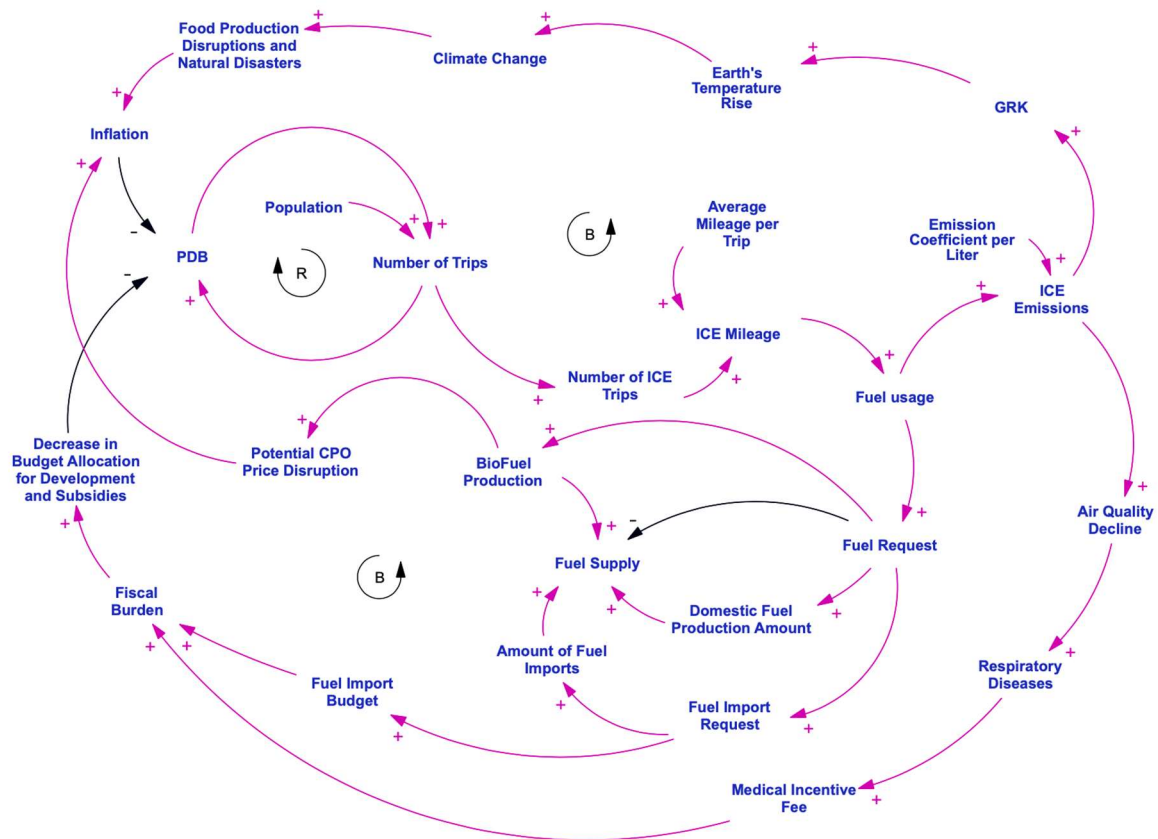 Food Production
Disruptions and
Natural Disasters
+
Climate Change
+
Earth's
Temperature
Rise
+
GRK
+
+
Inflation
+
-
Population
+
+
Average
Mileage per
Trip
Emission
Coefficient per
Liter
+
PDB
-
R
Number of Trips
B
+
+
+
ICE
Emissions
ICE Mileage
+
+
Number of ICE
Trips
+
Fuel usage
+
+
Decrease in
Budget Allocation
for Development
and Subsidies
+
Potential CPO
Price Disruption
BioFuel
Production
+
+
Air Quality
Decline
-
+
+
Fuel Request
Fuel Supply
B
Fiscal
Burden
+
+
+
Domestic Fuel
Production Amount
+
+
+
Amount of Fuel
Imports
+
Respiratory
Diseases
Fuel Import
Budget
+
+
Fuel Import
Request
+
Medical Incentive
Fee
+